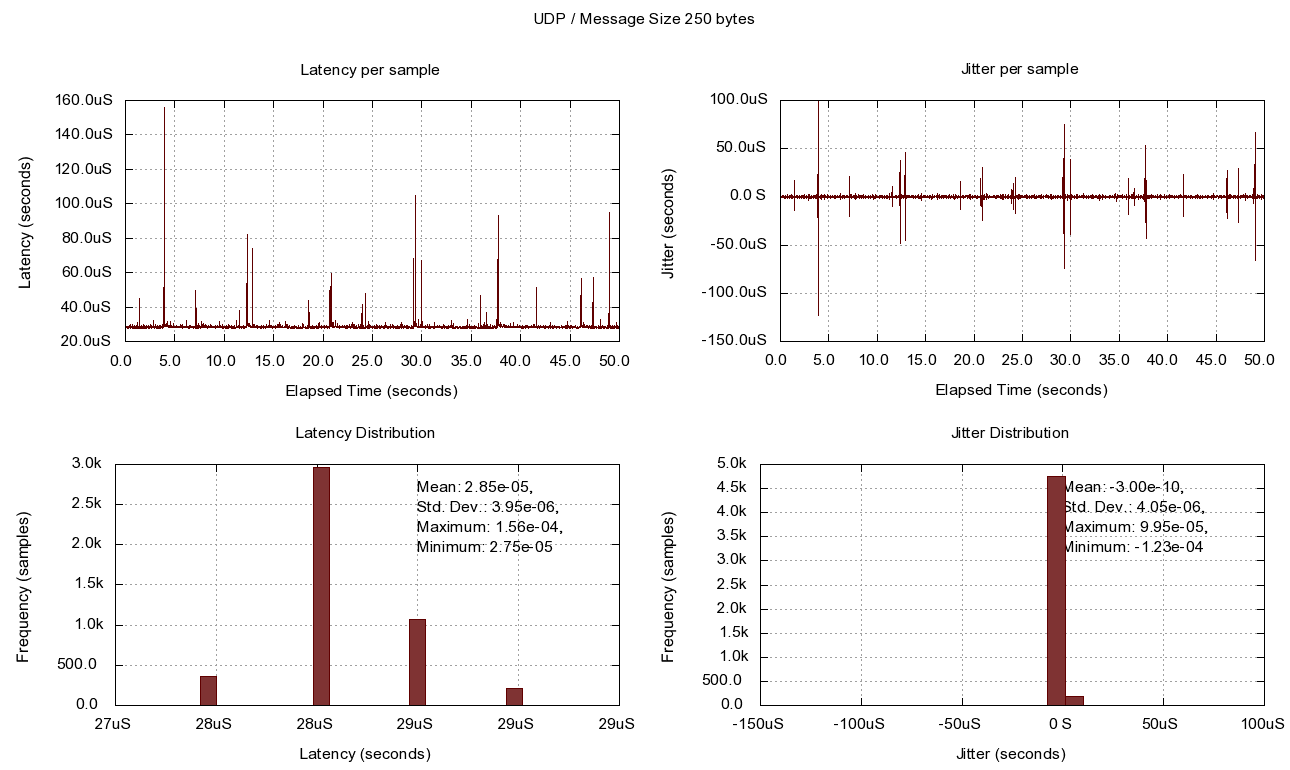 UDP / Message Size 250 bytes
Latency per sample
160.0uS
140.0uS
120.0uS
100.0uS
80.0uS
60.0uS
40.0uS
20.0uS
Latency (seconds)
0.0 5.0 10.0 15.0 20.0 25.0 30.0 35.0 40.0 45.0 50.0
Elapsed Time (seconds)
Jitter per sample
100.0uS
50.0uS
0.0 S
-50.0uS
-100.0uS
-150.0uS
Jitter (seconds)
0.0 5.0 10.0 15.0 20.0 25.0 30.0 35.0 40.0 45.0 50.0
Elapsed Time (seconds)
Latency Distribution
3.0k
2.5k
2.0k
1.5k
1.0k
500.0
0.0
Frequency (samples)
Mean: 2.85e-05,
Std. Dev.: 3.95e-06,
Maximum: 1.56e-04,
Minimum: 2.75e-05
27uS 28uS 28uS 29uS 29uS 29uS
Latency (seconds)
Jitter Distribution
5.0k
4.5k
4.0k
3.5k
3.0k
2.5k
2.0k
1.5k
1.0k
500.0
0.0
Frequency (samples)
Mean: -3.00e-10,
Std. Dev.: 4.05e-06,
Maximum: 9.95e-05,
Minimum: -1.23e-04
-150uS -100uS -50uS 0 S 50uS 100uS
Jitter (seconds)